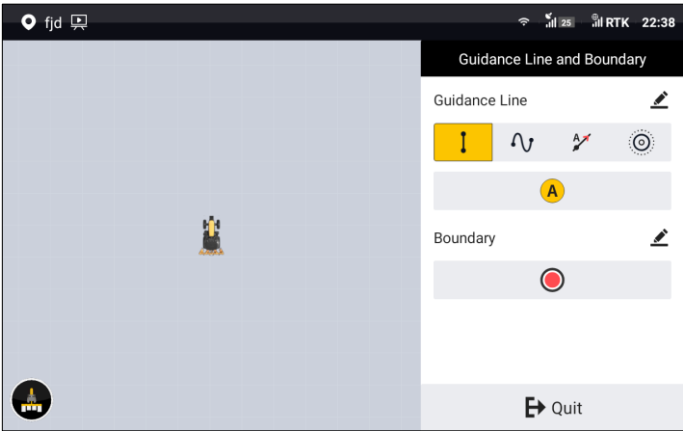 fjd
25 RTK 22:38
Guidance Line and Boundary
Guidance Line
A
A
Boundary
Quit